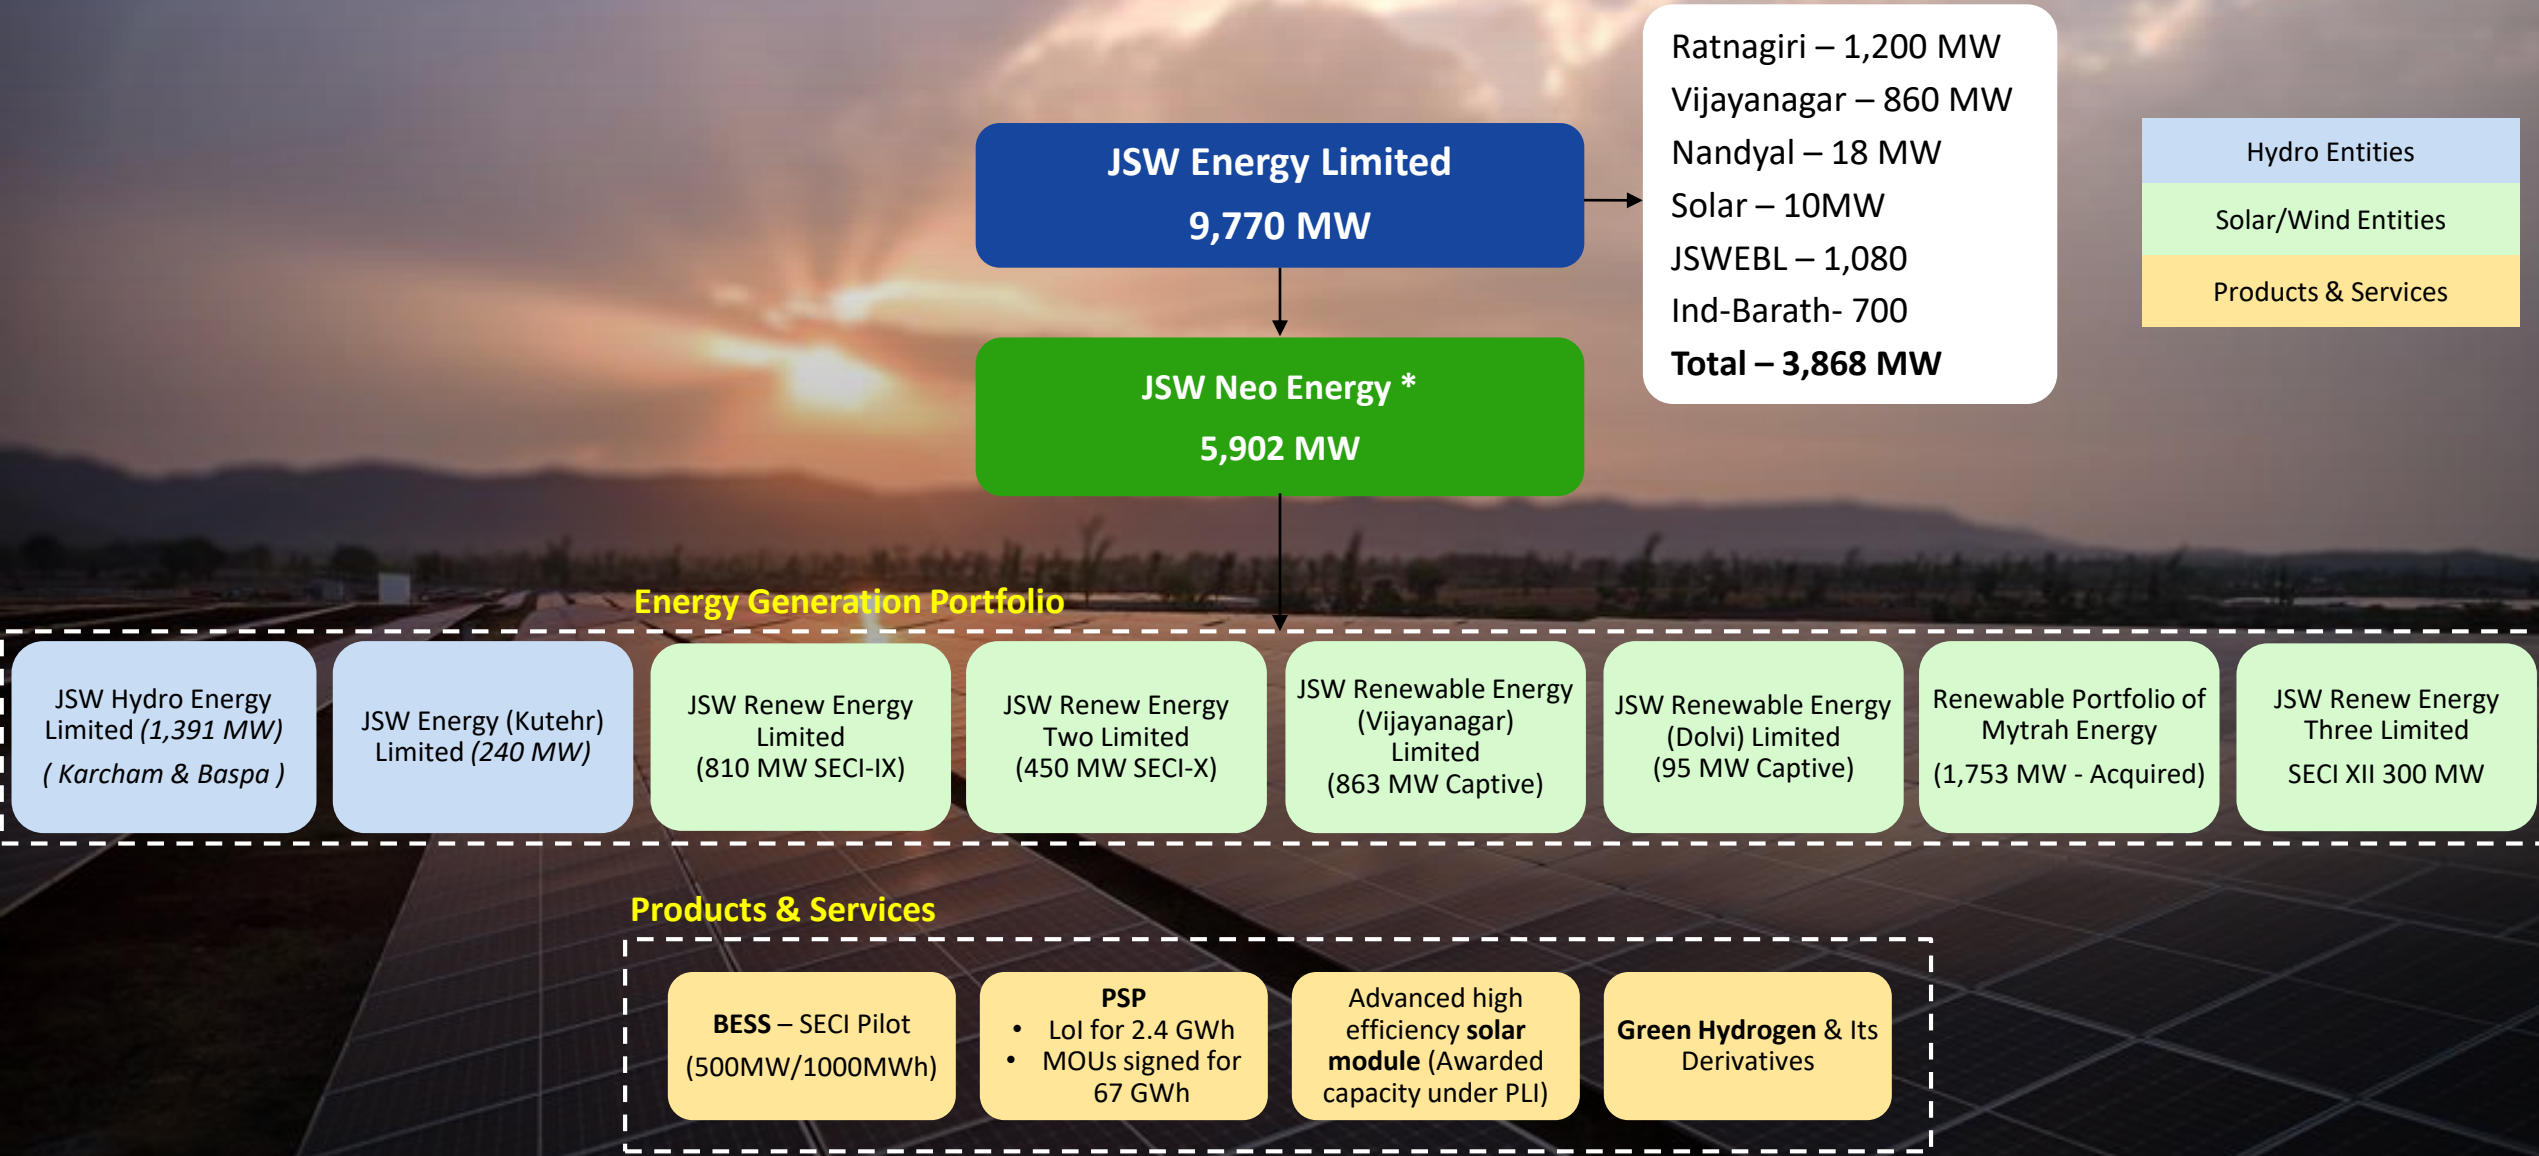 JSW Energy Limited
9,770 MW
Ratnagiri – 1,200 MW
Vijayanagar – 860 MW
Nandyal – 18 MW
Solar – 10MW
JSWEBL – 1,080
Ind-Barath- 700
Total – 3,868 MW
Hydro Entities
Solar/Wind Entities
Products & Services
JSW Neo Energy *
5,902 MW
Energy Generation Portfolio
JSW Hydro Energy
Limited (1,391 MW)
( Karcham & Baspa )
JSW Energy (Kutehr)
Limited (240 MW)
JSW Renew Energy
Limited
(810 MW SECI-IX)
JSW Renew Energy
Two Limited
(450 MW SECI-X)
JSW Renewable Energy
(Vijayanagar)
Limited
(863 MW Captive)
JSW Renewable Energy
(Dolvi) Limited
(95 MW Captive)
Renewable Portfolio of
Mytrah Energy
(1,753 MW - Acquired)
JSW Renew Energy
Three Limited
SECI XII 300 MW
Products & Services
BESS – SECI Pilot
(500MW/1000MWh)
PSP
• LoI for 2.4 GWh
• MOUs signed for
67 GWh
Advanced high
efficiency solar
module (Awarded
capacity under PLI)
Green Hydrogen & Its
Derivatives